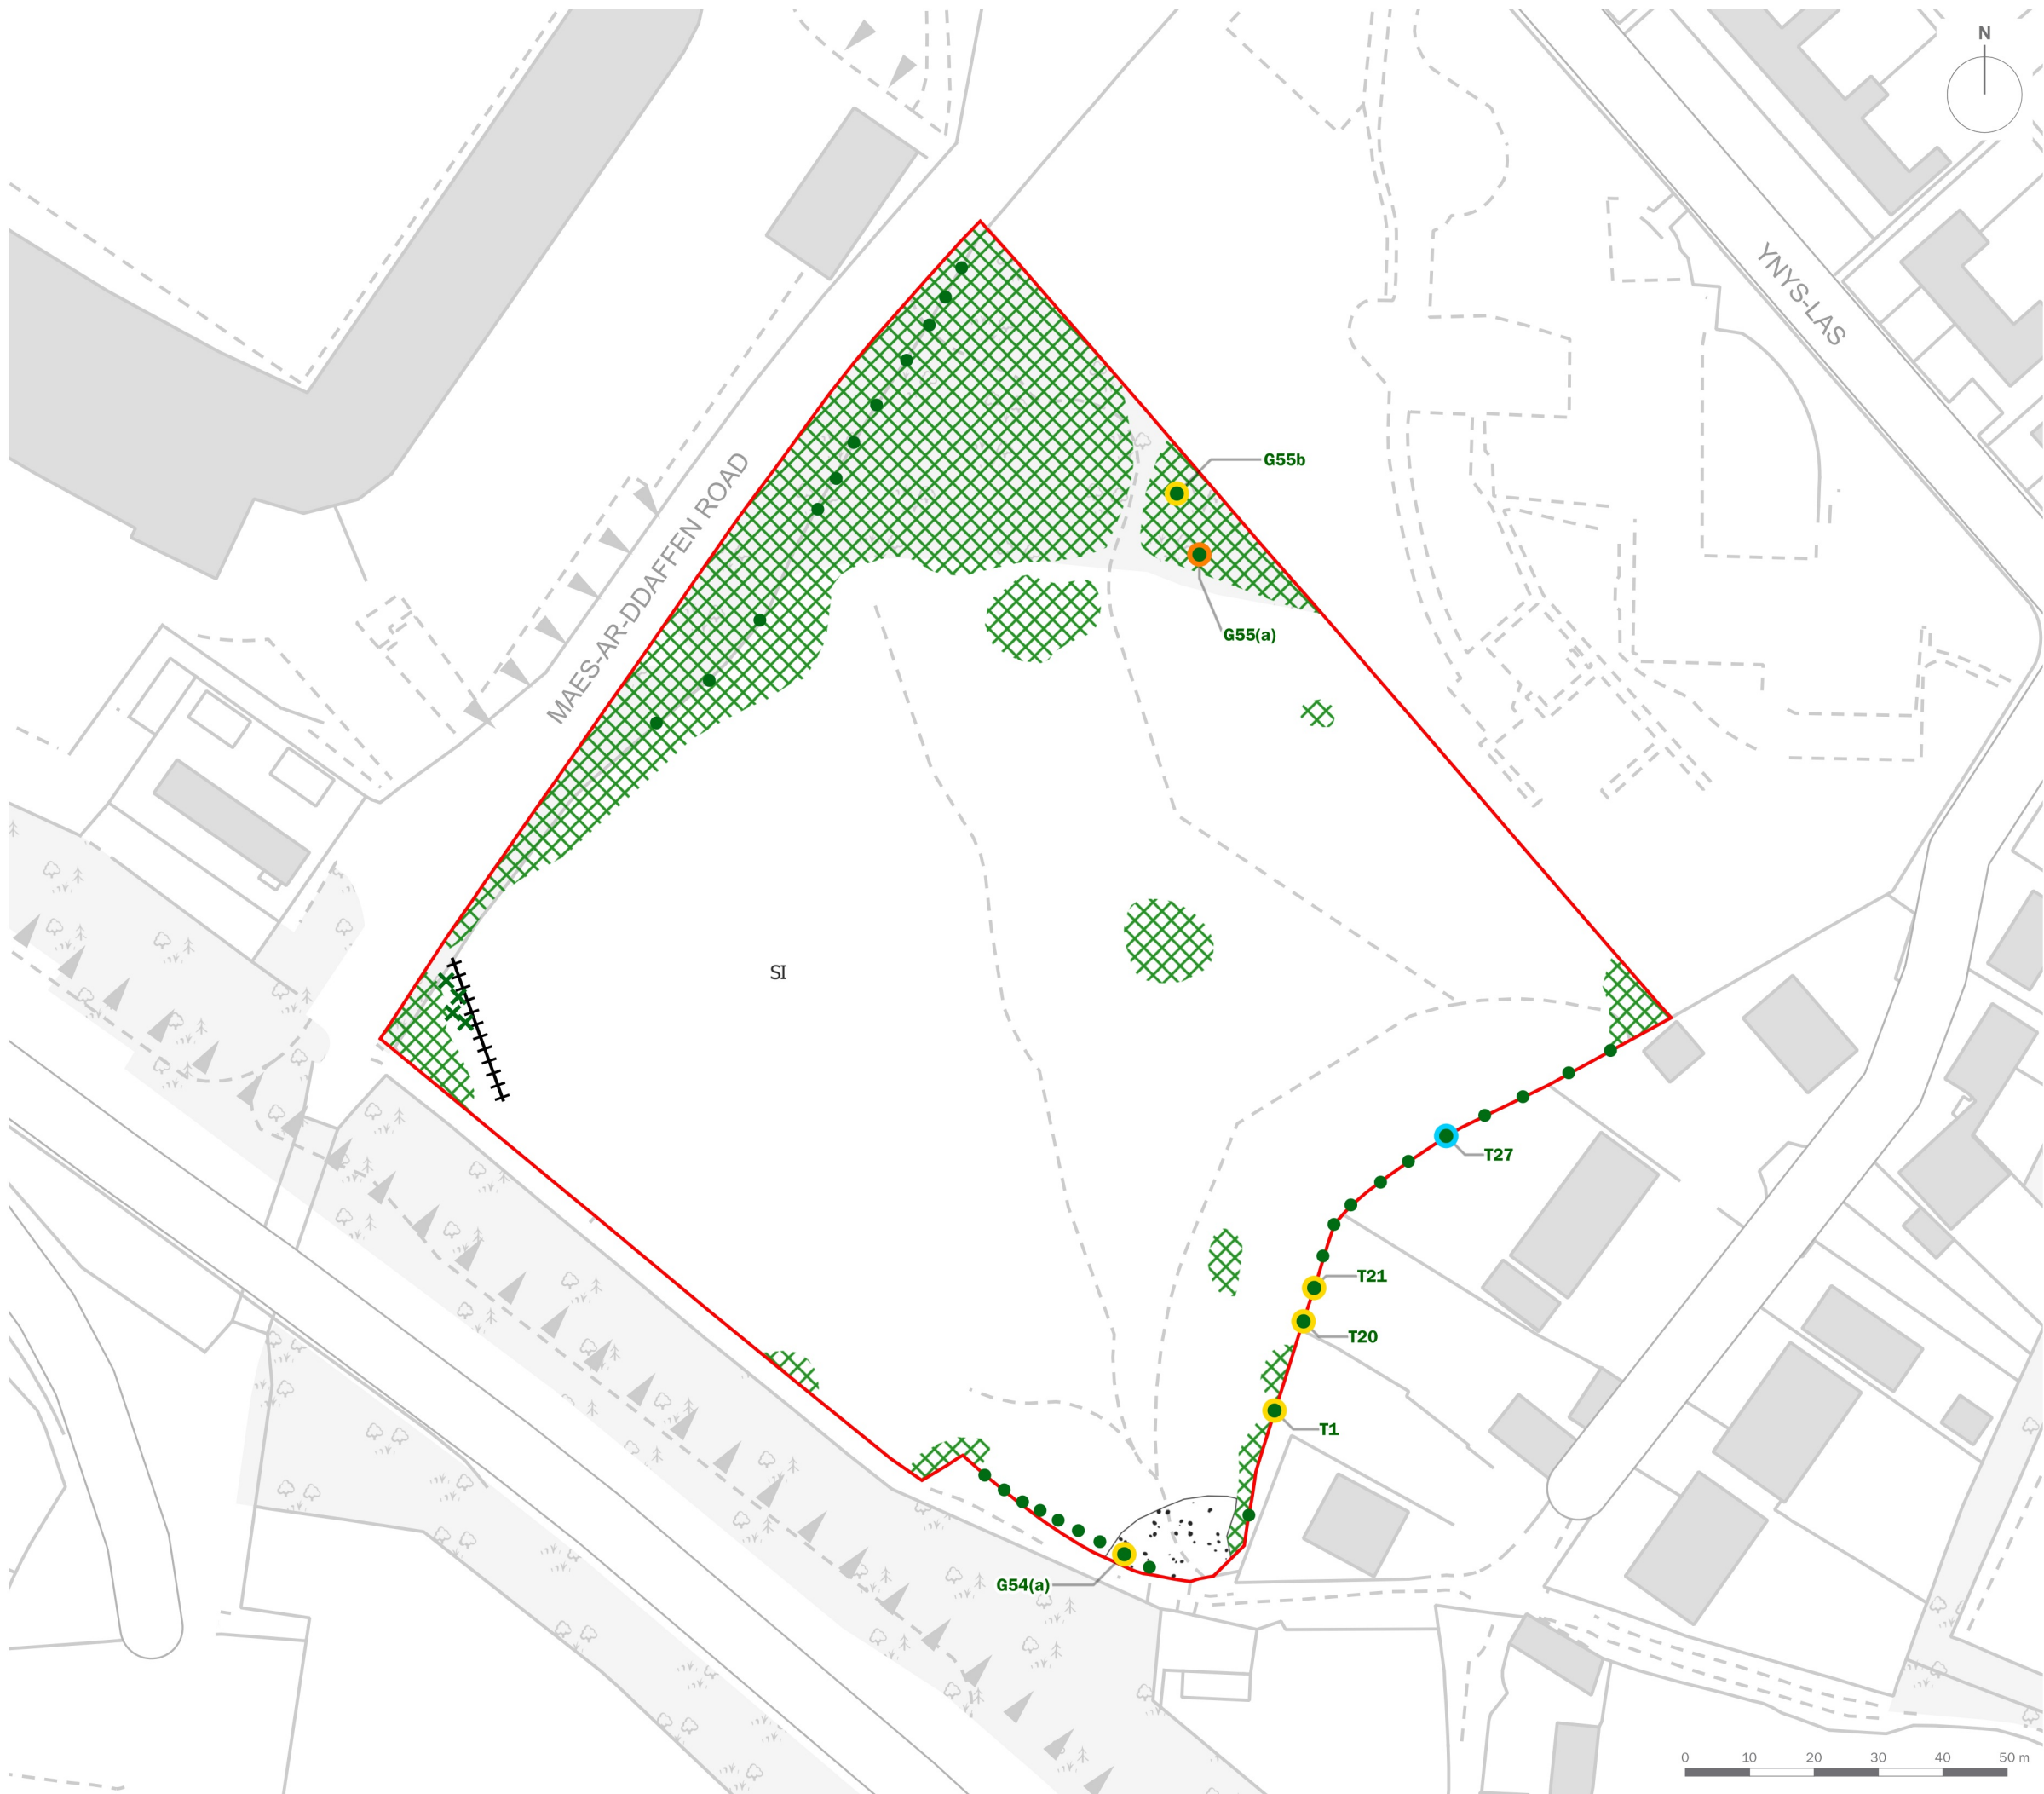 N
YNYS-LAS
MAES-AR-DDAFFEN ROAD
G55b
G55(a)
SI
T27
T21
T20
T1
G54(a)
0 10 20 30 40 50 m